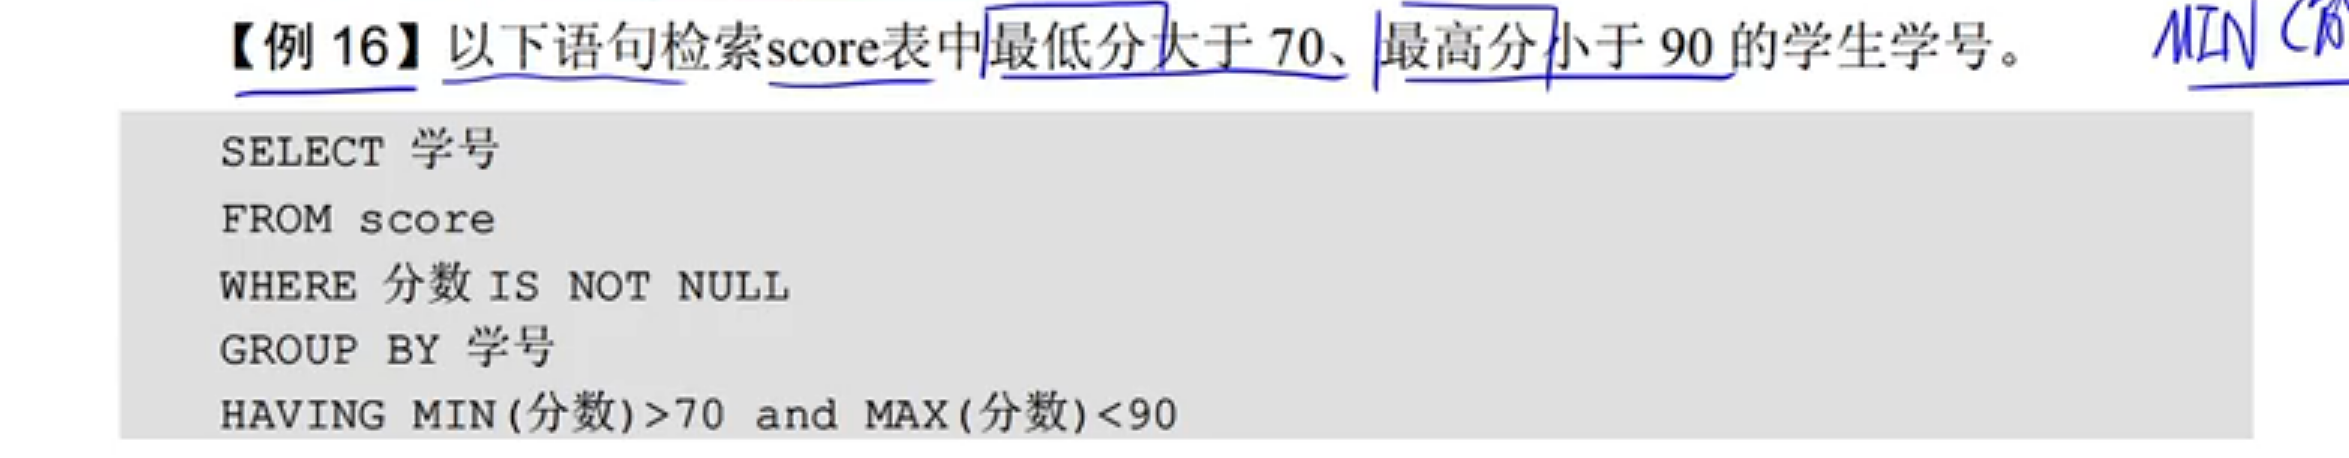 【例 16】以下语句检索score表中最低分大于 70、最高分小于 90 的学生学号。 MIN (
SELECT 学号
FROM score
WHERE 分数 IS NOT NULL
GROUP BY 学号
HAVING MIN(分数)>70 and MAX(分数)<90